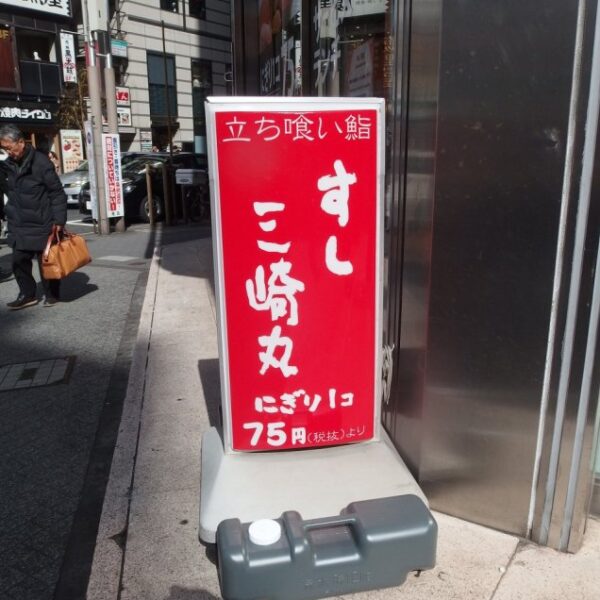 立ち喰い鮨
すし
三崎丸
にぎり1コ
75円(税抜)より